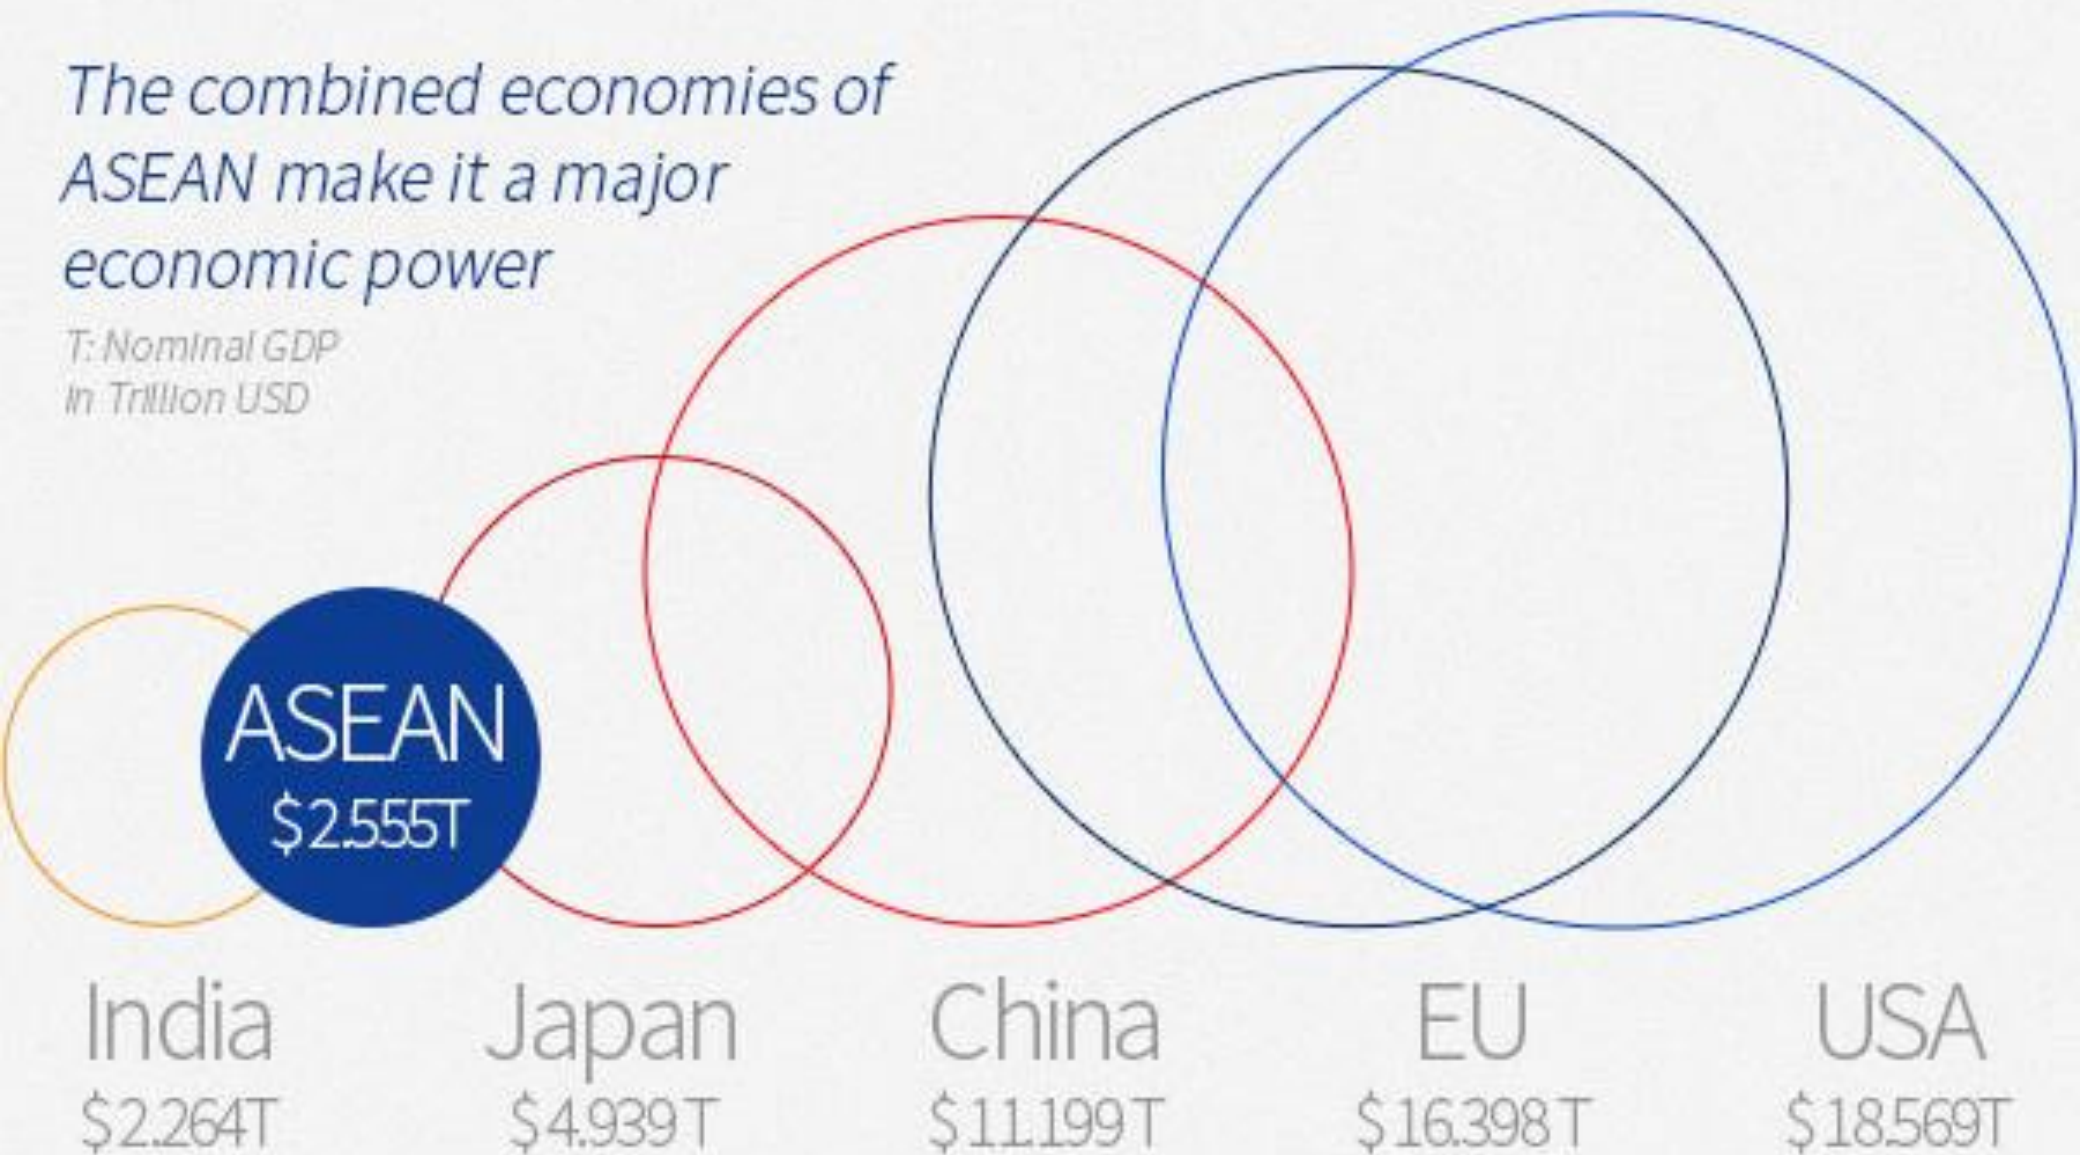 The combined economies of
ASEAN make it a major
economic power
T: Nominal GDP
in Trillion USD
ASEAN
$2.555T
India
$2.264T
Japan
$4.939T
China
$11.199T
EU
$16.398T
USA
$18.569T